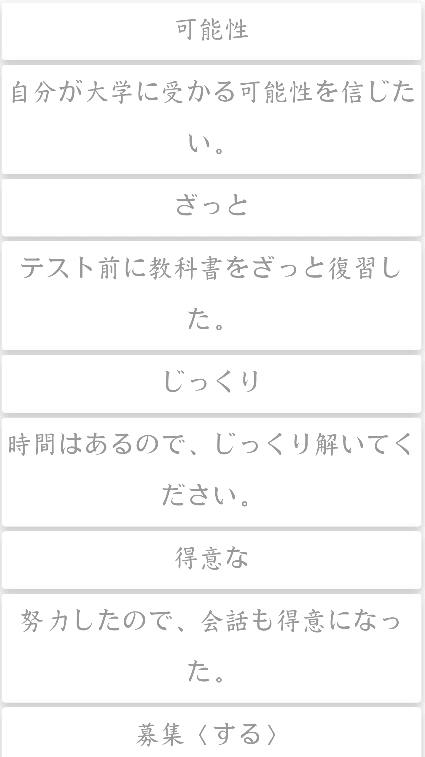 可能性
自分が大学に受かる可能性を信じた
い。
ざっと
テスト前に教科書をざっと復習し
た。
じっくり
時間はあるので、じっくり解いてく
ださい。
得意な
努力したので、会話も得意になっ
た。
募集〈する〉